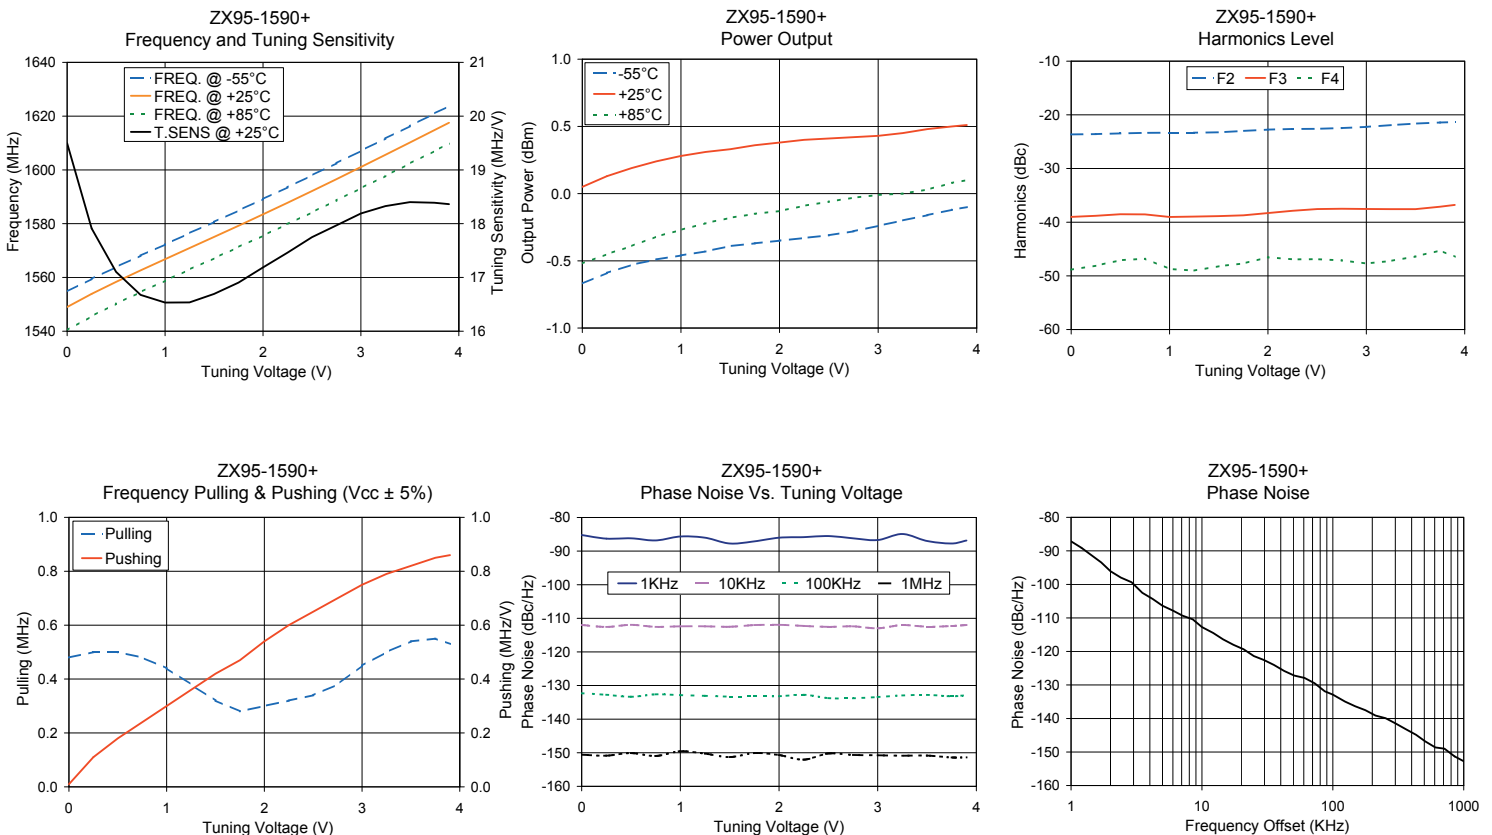 ZX95-1590+
Frequency and Tuning Sensitivity
1640
1620
1600
1580
1560
1540
Frequency (MHz)
FREQ. @ -55°C
FREQ. @ +25°C
FREQ. @ +85°C
T.SENS @ +25°C
21
20
19
18
17
16
Tuning Sensitivity (MHz/V)
0 1 2 3 4
Tuning Voltage (V)
ZX95-1590+
Power Output
1.0
0.5
0.0
-0.5
-1.0
Output Power (dBm)
-55°C
+25°C
+85°C
0 1 2 3 4
Tuning Voltage (V)
ZX95-1590+
Harmonics Level
-10
-20
-30
-40
-50
-60
Harmonics (dBc)
F2 F3 F4
0 1 2 3 4
Tuning Voltage (V)
ZX95-1590+
Frequency Pulling & Pushing (Vcc ± 5%)
1.0
0.8
0.6
0.4
0.2
0.0
Pulling (MHz)
Pulling
Pushing
1.0
0.8
0.6
0.4
0.2
0.0
Pushing (MHz/V)
0 1 2 3 4
Tuning Voltage (V)
ZX95-1590+
Phase Noise Vs. Tuning Voltage
-80
-90
-100
-110
-120
-130
-140
-150
-160
Phase Noise (dBc/Hz)
1KHz 10KHz 100KHz 1MHz
0 1 2 3 4
Tuning Voltage (V)
ZX95-1590+
Phase Noise
-80
-90
-100
-110
-120
-130
-140
-150
-160
Phase Noise (dBc/Hz)
1 10 100 1000
Frequency Offset (KHz)